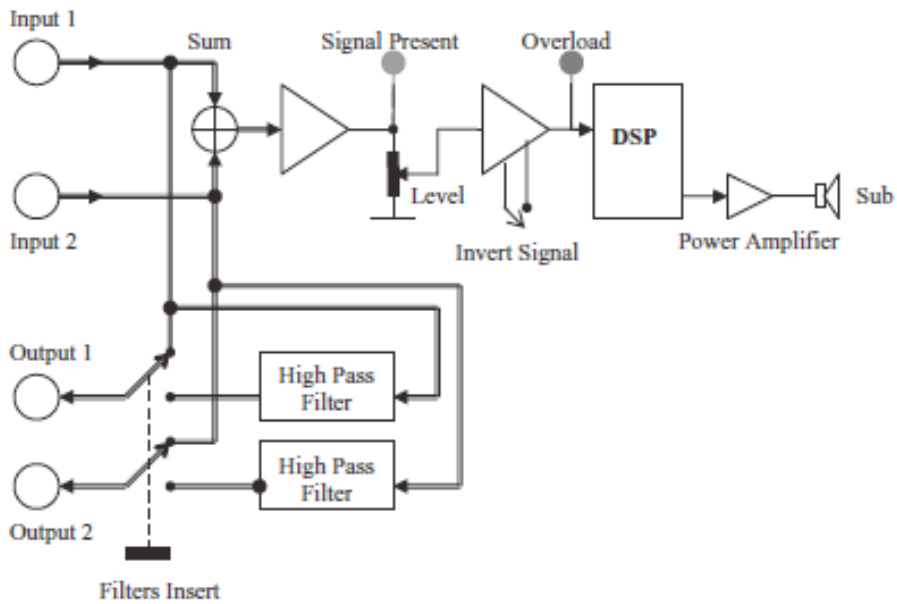 Input 1
Sum
Signal Present
Overload
DSP
Level
Sub
Input 2
Invert Signal
Power Amplifier
Output 1
High Pass
Filter
High Pass
Filter
Output 2
Filters Insert